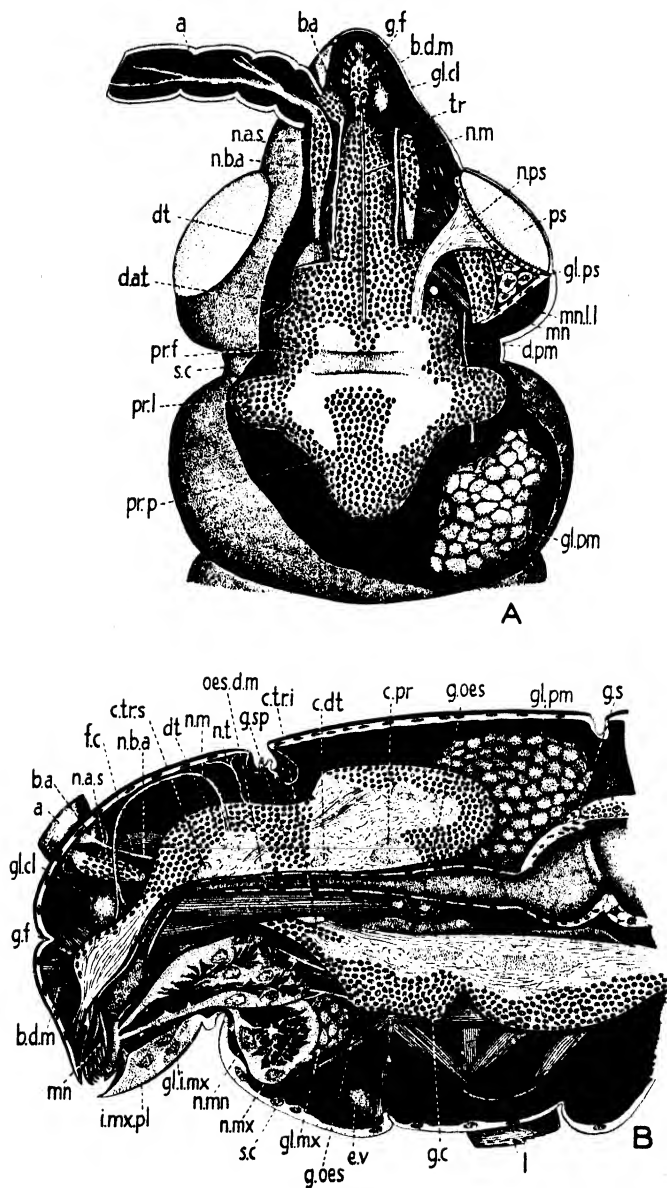 a
b.a
g.f
b.d.m
gl.cl
tr
n.m
n.a.s
n.b.a
n.ps
ps
dt
gl.ps
d.at
mn.l.l
mn
d.pm
pr.f
s.c
pr.l
pr.p
gl.pm
A
oes.d.m
c.tr.s
n.m
dt
n.t
g.sp
c.tr.i
c.dt
c.pr
g.oes
gl.pm
g.s
f.c
n.b.a
n.a.s
b.a
a
gl.cl
g.f
b.d.m
mn
i.mx.pl
gl.i.mx
n.mn
n.mx
s.c
gl.mx
g.oes
e.v
g.c
l
B